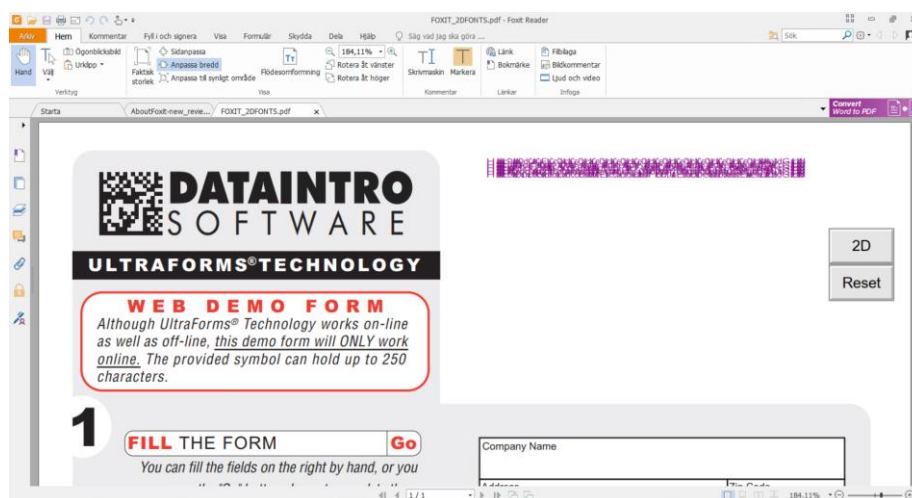 FOXIT_2DFONTS.pdf - Foxit Reader
Arkiv Hem Kommentar Fyll i och signera Visa Formulär Skydda Dela Hjälp Säg vad jag ska göra ... Sök
Hand
Välj
Ögonblicksbild
Urklipp
Verktyg
Faktisk storlek
Sidanpassa
Anpassa bredd
Anpassa till synligt område
Flödesomformning
184,11%
Rotera åt vänster
Rotera åt höger
Visa
Skrivmaskin
Markera
Kommentar
Länk
Bokmärke
Länkar
Filbilaga
Bildkommentar
Ljud och video
Infoga
Starta AboutFoxit-new_revie... FOXIT_2DFONTS.pdf x
Convert
Word to PDF
DATAINTRO
SOFTWARE
ULTRAFORMS®TECHNOLOGY
2D
Reset
WEB DEMO FORM
Although UltraForms® Technology works on-line
as well as off-line, this demo form will ONLY work
online. The provided symbol can hold up to 250
characters.
1
FILL THE FORM Go
You can fill the fields on the right by hand, or you
Company Name
Address Zip Code
1 / 1
184,11%